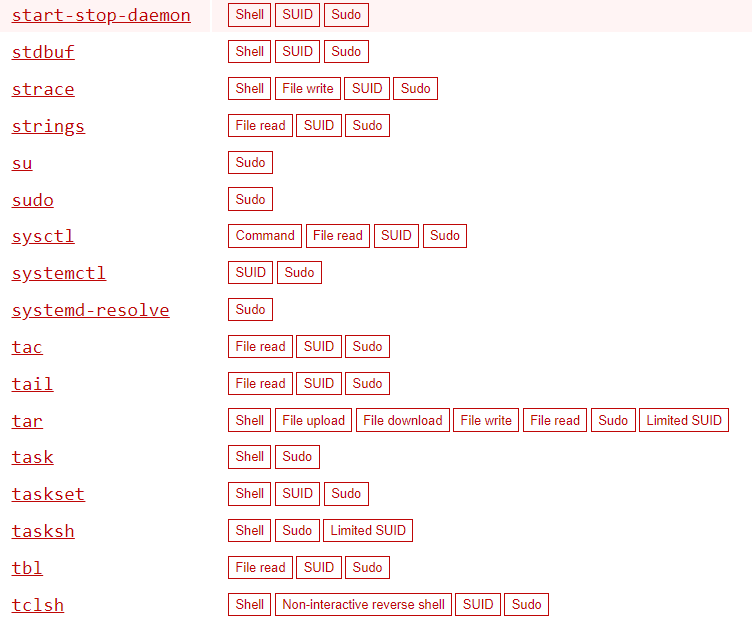 start-stop-daemon Shell SUID Sudo
stdbuf Shell SUID Sudo
strace Shell File write SUID Sudo
strings File read SUID Sudo
su Sudo
sudo Sudo
sysctl Command File read SUID Sudo
systemctl SUID Sudo
systemd-resolve Sudo
tac File read SUID Sudo
tail File read SUID Sudo
tar Shell File upload File download File write File read Sudo Limited SUID
task Shell Sudo
taskset Shell SUID Sudo
tasksh Shell Sudo Limited SUID
tbl File read SUID Sudo
tclsh Shell Non-interactive reverse shell SUID Sudo